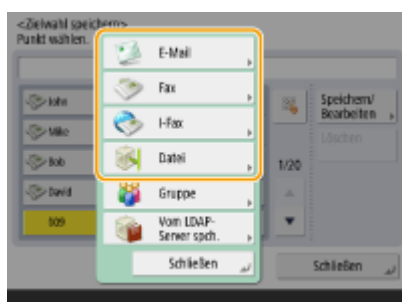 <Zielwahl speichern>
Punkt wählen.
E-Mail
Fax
I-Fax
Datei
Gruppe
Vom LDAP-
Server spch.
Schließen
John
Mike
Bob
David
009
Speichern/
Bearbeiten
Löschen
1/20
Schließen